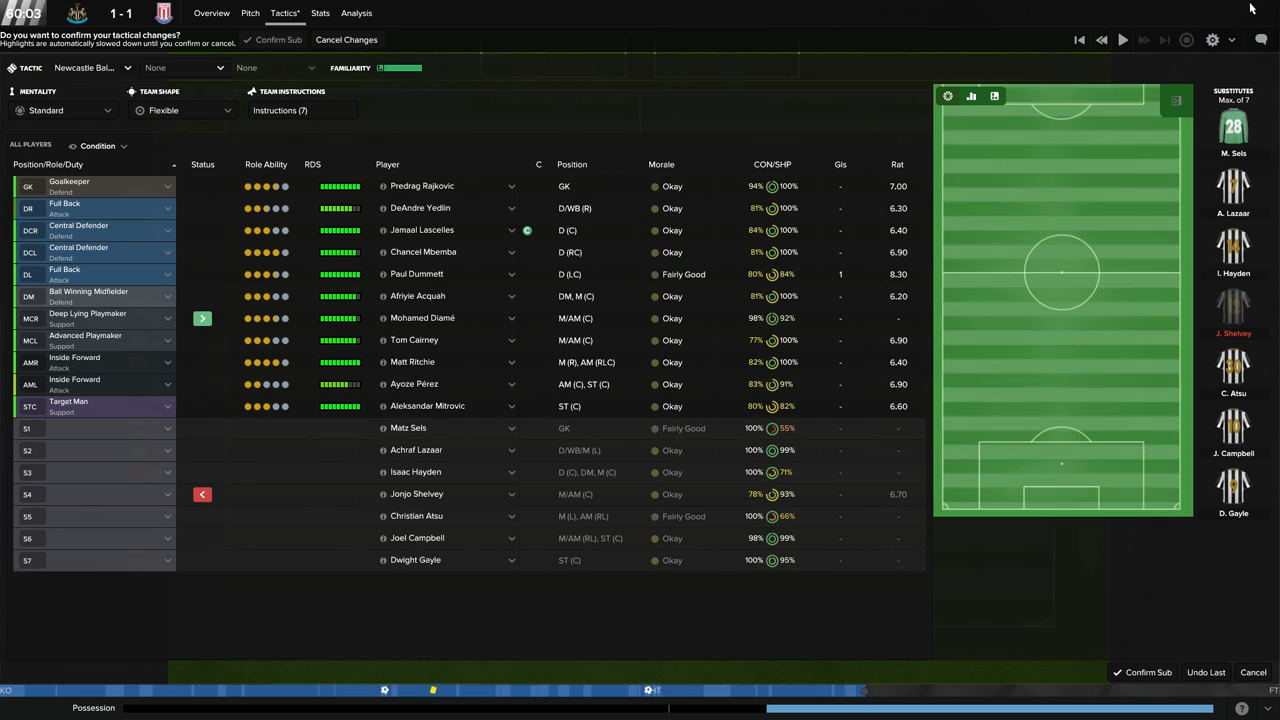 60:03 1 - 1 Overview Pitch Tactics* Stats Analysis
Do you want to confirm your tactical changes?
Highlights are automatically slowed down until you confirm or cancel.
Confirm Sub Cancel Changes
TACTIC Newcastle Bal... None None FAMILIARITY
MENTALITY TEAM SHAPE TEAM INSTRUCTIONS
Standard Flexible Instructions (7)
ALL PLAYERS Condition
Position/Role/Duty Status Role Ability RDS Player C Position Morale CON/SHP Gls Rat
GK Goalkeeper Defend Predrag Rajkovic GK Okay 94% 100% - 7.00
DR Full Back Attack DeAndre Yedlin D/WB (R) Okay 81% 100% - 6.30
DCR Central Defender Defend Jamaal Lascelles C D (C) Okay 84% 100% - 6.40
DCL Central Defender Defend Chancel Mbemba D (RC) Okay 81% 100% - 6.90
DL Full Back Attack Paul Dummett D (LC) Fairly Good 80% 84% 1 8.30
DM Ball Winning Midfielder Defend Afriyie Acquah DM, M (C) Okay 81% 100% - 6.20
MCR Deep Lying Playmaker Support Mohamed Diamé M/AM (C) Okay 98% 92% - -
MCL Advanced Playmaker Support Tom Cairney M/AM (C) Okay 77% 100% - 6.90
AMR Inside Forward Attack Matt Ritchie M (R), AM (RLC) Okay 82% 100% - 6.40
AML Inside Forward Attack Ayoze Pérez AM (C), ST (C) Okay 83% 91% - 6.90
STC Target Man Support Aleksandar Mitrovic ST (C) Okay 80% 82% - 6.60
S1 Matz Sels GK Fairly Good 100% 55% - -
S2 Achraf Lazaar D/WB/M (L) Okay 100% 99% - -
S3 Isaac Hayden D (C), DM, M (C) Okay 100% 71% - -
S4 Jonjo Shelvey M/AM (C) Okay 78% 93% - 6.70
S5 Christian Atsu M (L), AM (RL) Fairly Good 100% 66% - -
S6 Joel Campbell M/AM (RL), ST (C) Okay 98% 99% - -
S7 Dwight Gayle ST (C) Okay 100% 95% - -
SUBSTITUTES
Max. of 7
28
M. Sels
A. Lazaar
14
I. Hayden
J. Shelvey
30
C. Atsu
10
J. Campbell
9
D. Gayle
Confirm Sub Undo Last Cancel
KO HT FT
Possession